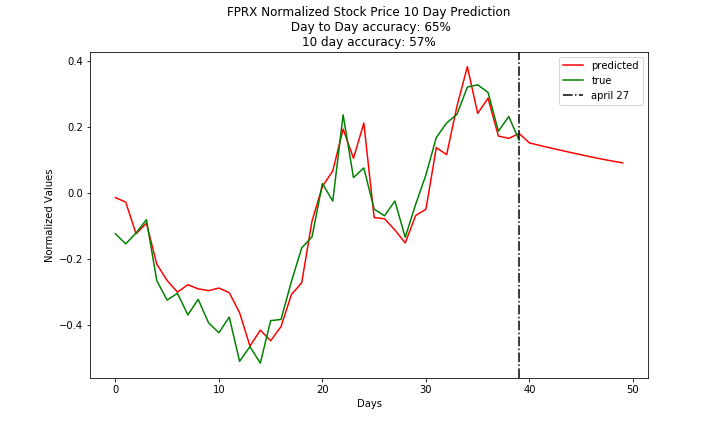 FPRX Normalized Stock Price 10 Day Prediction
Day to Day accuracy: 65%
10 day accuracy: 57%
predicted
true
april 27
0.4
0.2
0.0
−0.2
−0.4
Normalized Values
0
10
20
30
40
50
Days